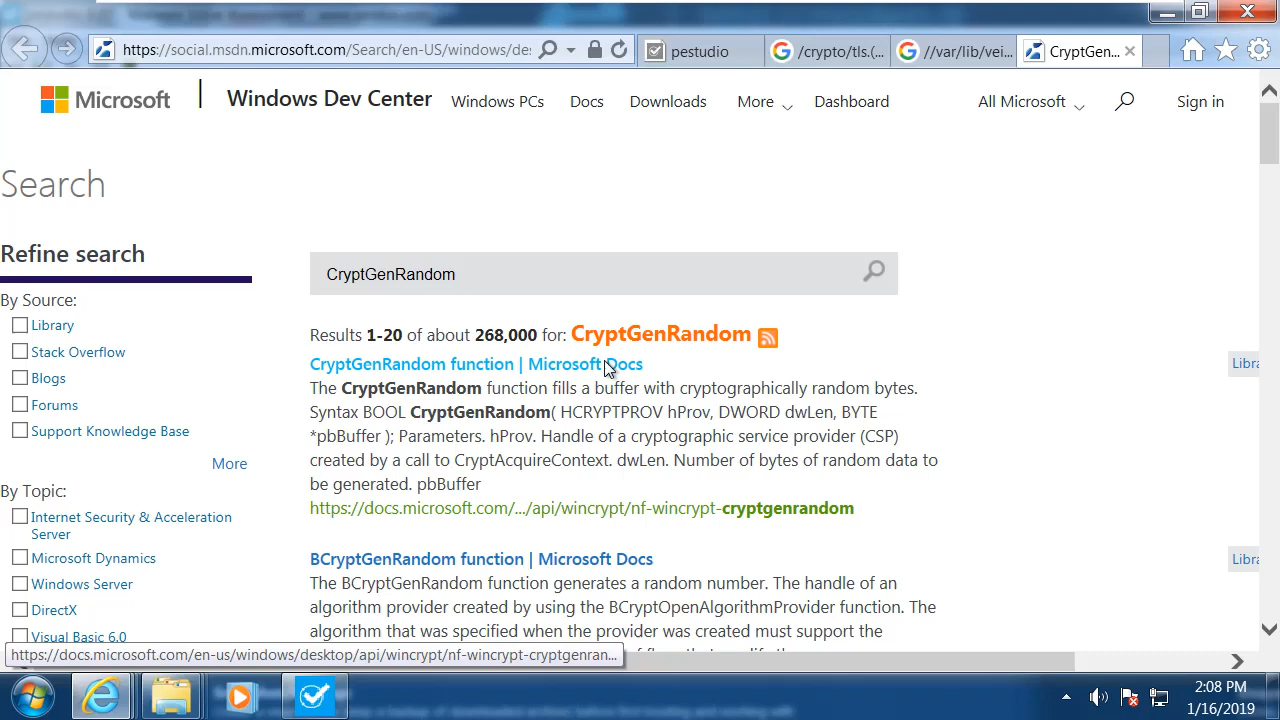 https://social.msdn.microsoft.com/Search/en-US/windows/de:
pestudio
/crypto/tls.(...
//var/lib/vei...
CryptGen...
Microsoft
Windows Dev Center
Windows PCs
Docs
Downloads
More
Dashboard
All Microsoft
Sign in
Search
Refine search
By Source:
Library
Stack Overflow
Blogs
Forums
Support Knowledge Base
More
By Topic:
Internet Security & Acceleration
Server
Microsoft Dynamics
Windows Server
DirectX
Visual Basic 6.0
CryptGenRandom
Results 1-20 of about 268,000 for: CryptGenRandom
CryptGenRandom function | Microsoft Docs
Libra
The CryptGenRandom function fills a buffer with cryptographically random bytes.
Syntax BOOL CryptGenRandom( HCRYPTPROV hProv, DWORD dwLen, BYTE
*pbBuffer ); Parameters. hProv. Handle of a cryptographic service provider (CSP)
created by a call to CryptAcquireContext. dwLen. Number of bytes of random data to
be generated. pbBuffer
https://docs.microsoft.com/.../api/wincrypt/nf-wincrypt-cryptgenrandom
BCryptGenRandom function | Microsoft Docs
Libra
The BCryptGenRandom function generates a random number. The handle of an
algorithm provider created by using the BCryptOpenAlgorithmProvider function. The
algorithm that was specified when the provider was created must support the
https://docs.microsoft.com/en-us/windows/desktop/api/wincrypt/nf-wincrypt-cryptgenran...
2:08 PM
1/16/2019